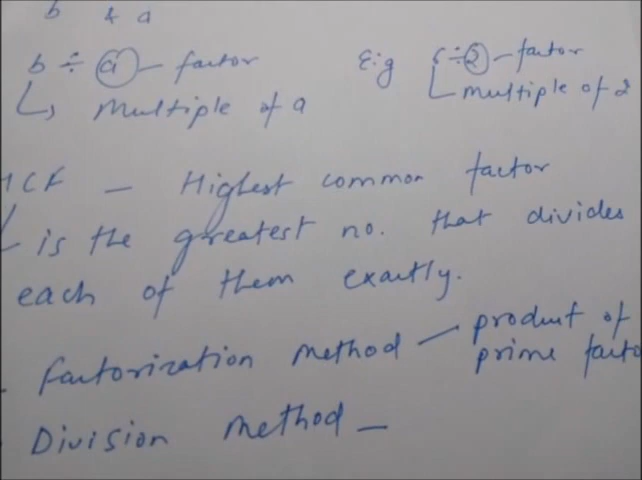 b & a
b ÷ a — factor
Multiple of a
E.g 6 ÷ 2 — factor
multiple of 2
HCF — Highest common factor
is the greatest no. that divides
each of them exactly.
Factorization Method — product of
prime facto
Division Method —